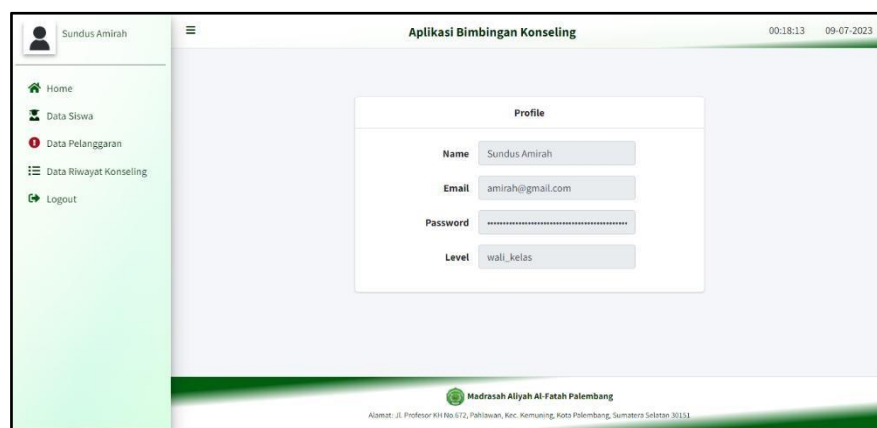 Sundus Amirah
Aplikasi Bimbingan Konseling
00:18:13 09-07-2023
Home
Data Siswa
Data Pelanggaran
Data Riwayat Konseling
Logout
Profile
Name Sundus Amirah
Email amirah@gmail.com
Password
Level wali_kelas
Madrasah Aliyah Al-Fatah Palembang
Alamat: Jl. Profesor KH No.672, Pahlawan, Kec. Kemuning, Kota Palembang, Sumatera Selatan 30151